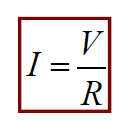 I = V/R